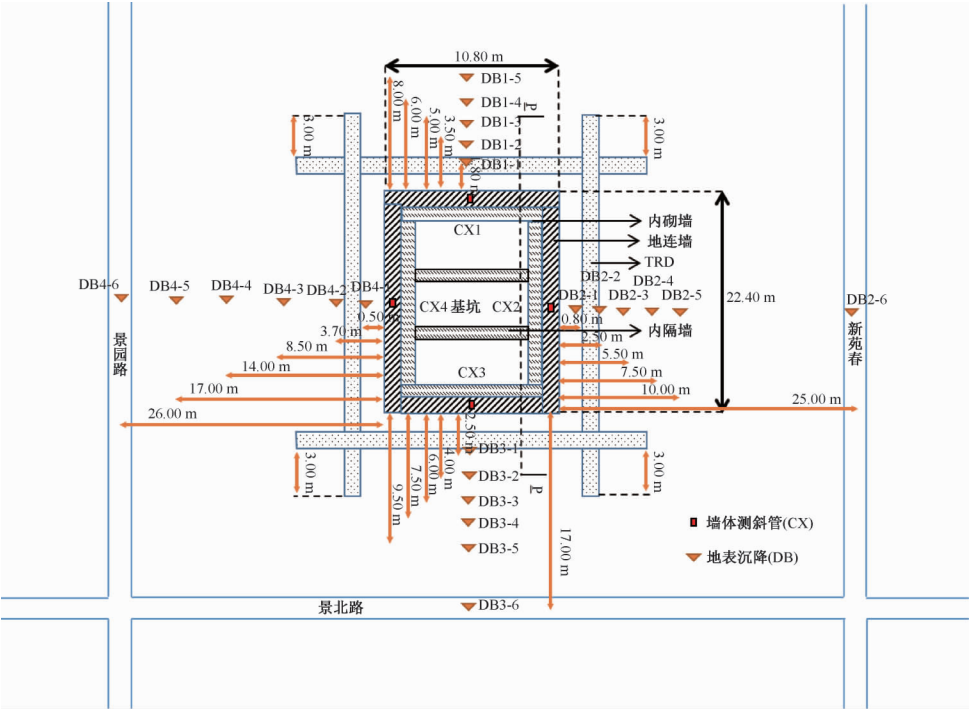 10.80 m
DB1-5
8.00 m
6.00 m
5.00 m
3.50 m
DB1-4
DB1-3
DB1-2
DB1-1
P
3.00 m
3.00 m
CX1
内砌墙
地连墙
TRD
DB4-6
DB4-5
DB4-4
DB4-3
DB4-2
CX4
基坑
CX2
DB2-1
DB2-2
DB2-3
DB2-4
DB2-5
22.40 m
DB2-6
0.50 m
3.70 m
8.50 m
14.00 m
17.00 m
26.00 m
0.80 m
2.50 m
5.50 m
7.50 m
10.00 m
25.00 m
内隔墙
景园路
新苑春
CX3
2.50 m
4.00 m
6.00 m
7.50 m
9.50 m
3.00 m
3.00 m
DB3-1
DB3-2
DB3-3
DB3-4
DB3-5
P
17.00 m
墙体测斜管(CX)
地表沉降(DB)
景北路
DB3-6